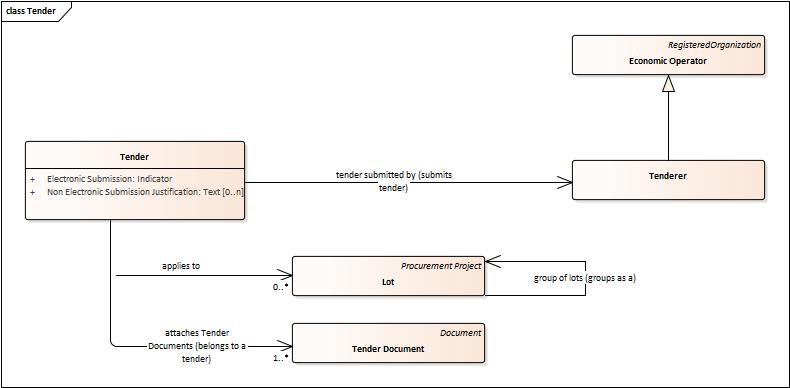 class Tender
RegisteredOrganization
Economic Operator
Tender
+ Electronic Submission: Indicator
+ Non Electronic Submission Justification: Text [0..n]
tender submitted by (submits
tender)
Tenderer
applies to
0..*
Procurement Project
Lot
group of lots (groups as a)
attaches Tender
Documents (belongs to a
tender)
1..*
Document
Tender Document